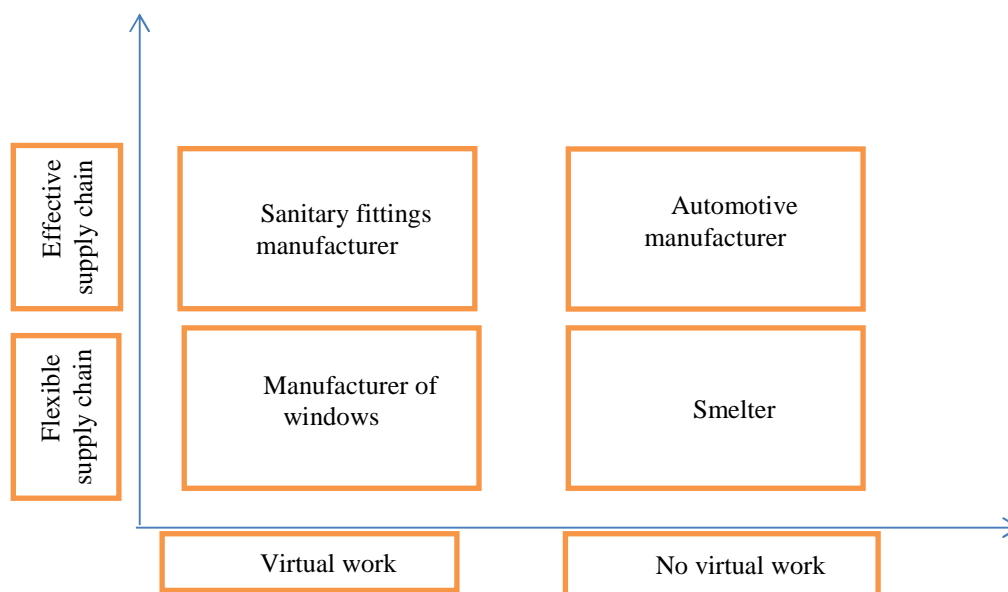 Effective
supply chain
Sanitary fittings
manufacturer
Automotive
manufacturer
Flexible
supply chain
Manufacturer of
windows
Smelter
Virtual work
No virtual work